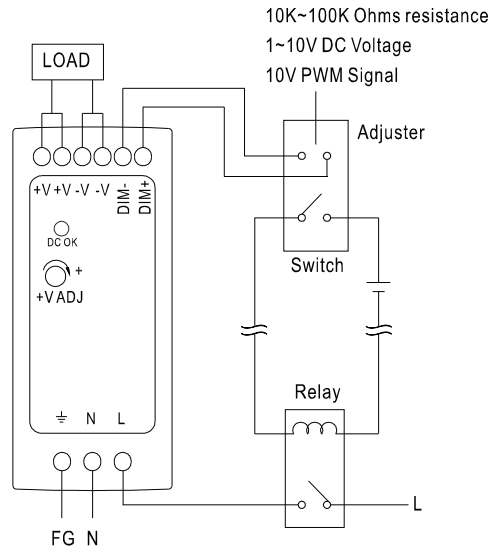 10K~100K Ohms resistance
1~10V DC Voltage
10V PWM Signal
LOAD
Adjuster
+V +V -V -V DIM- DIM+
DC OK
+
+V ADJ
Switch
Relay
N L
L
FG N